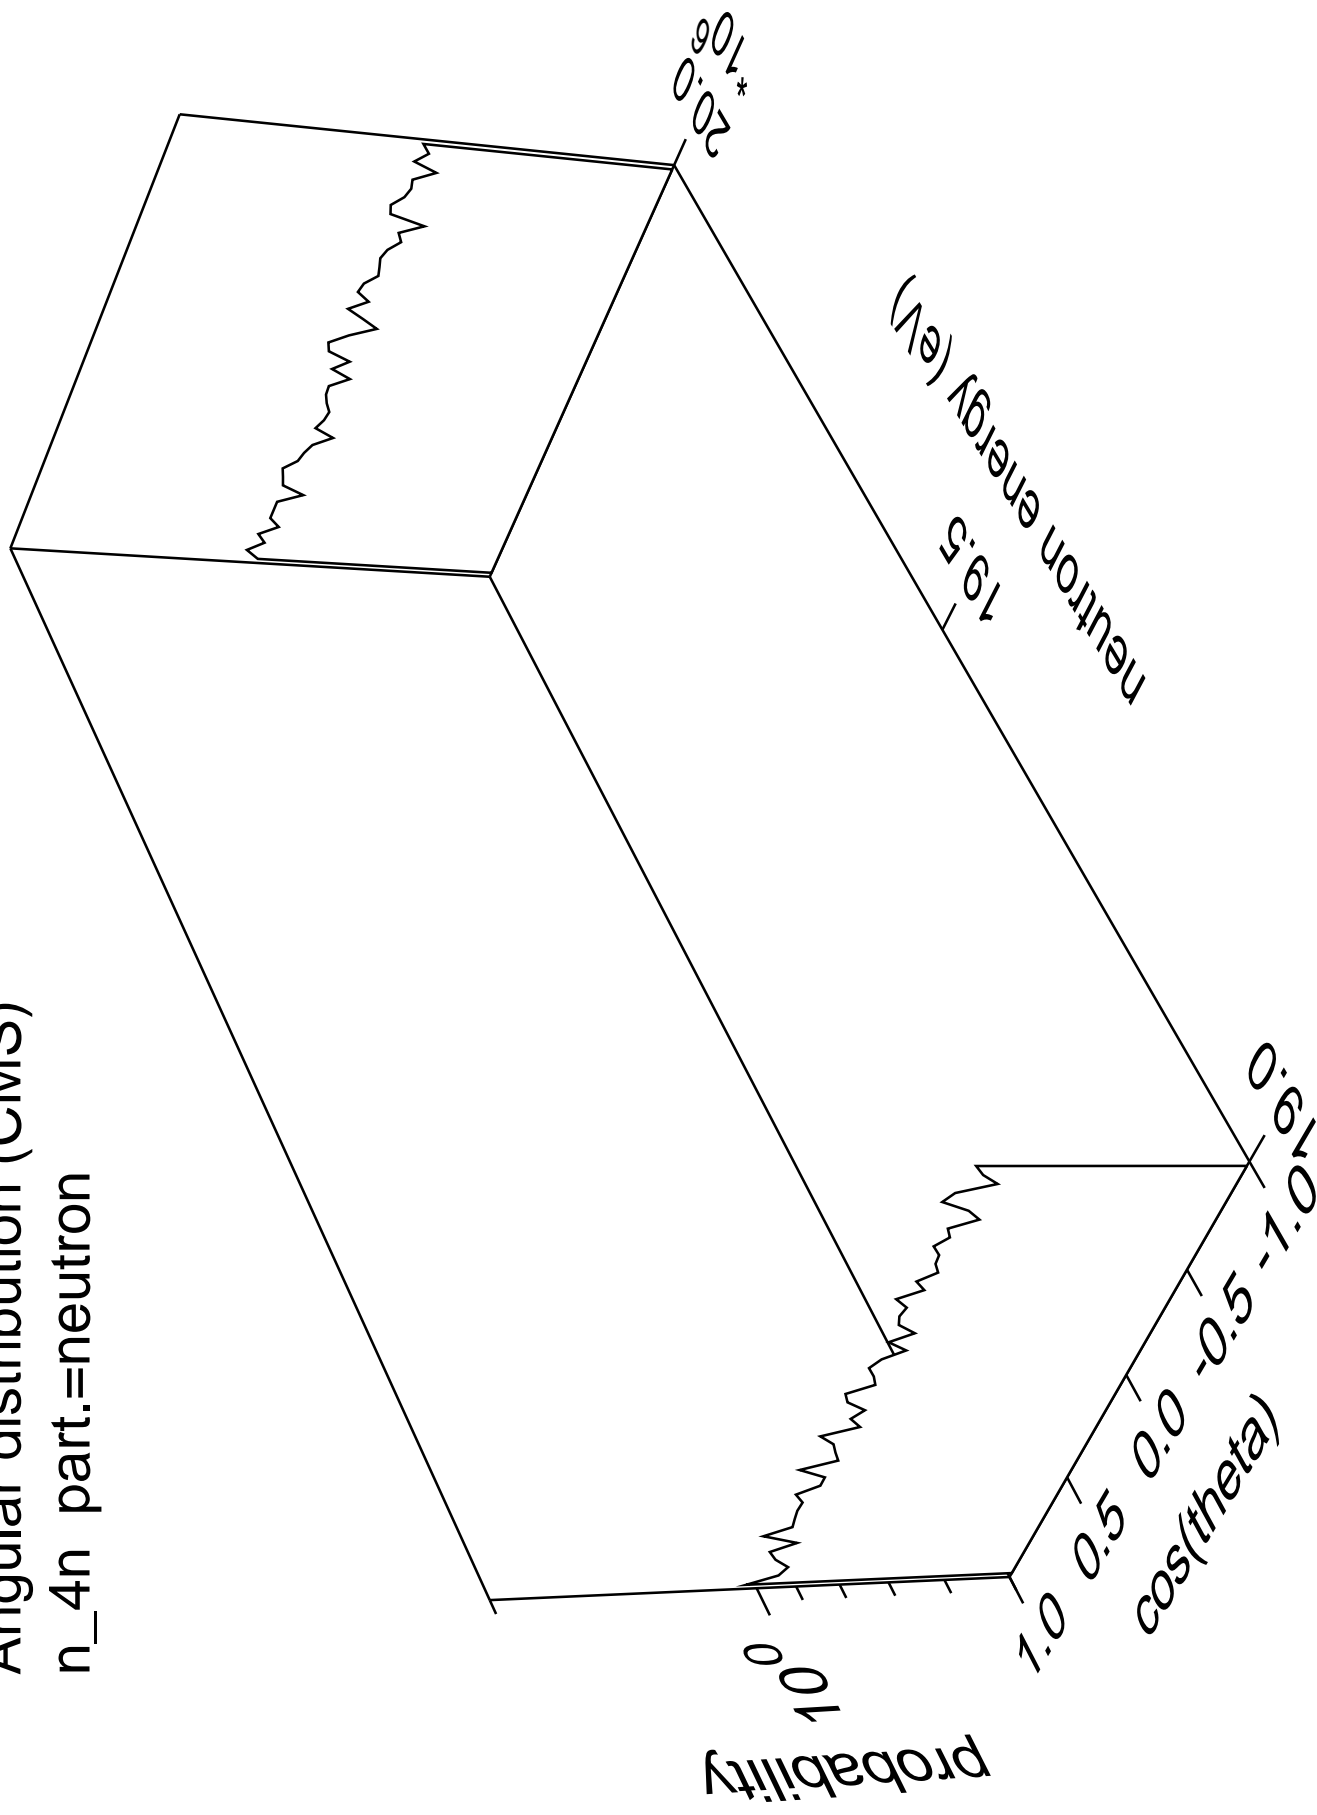 Angular distribution (CMS)
n_4n part.=neutron
probability
10^0
1.0
0.5
0.0
-0.5
-1.0
cos(theta)
19.0
19.5
20.0
*10^6
neutron energy (eV)